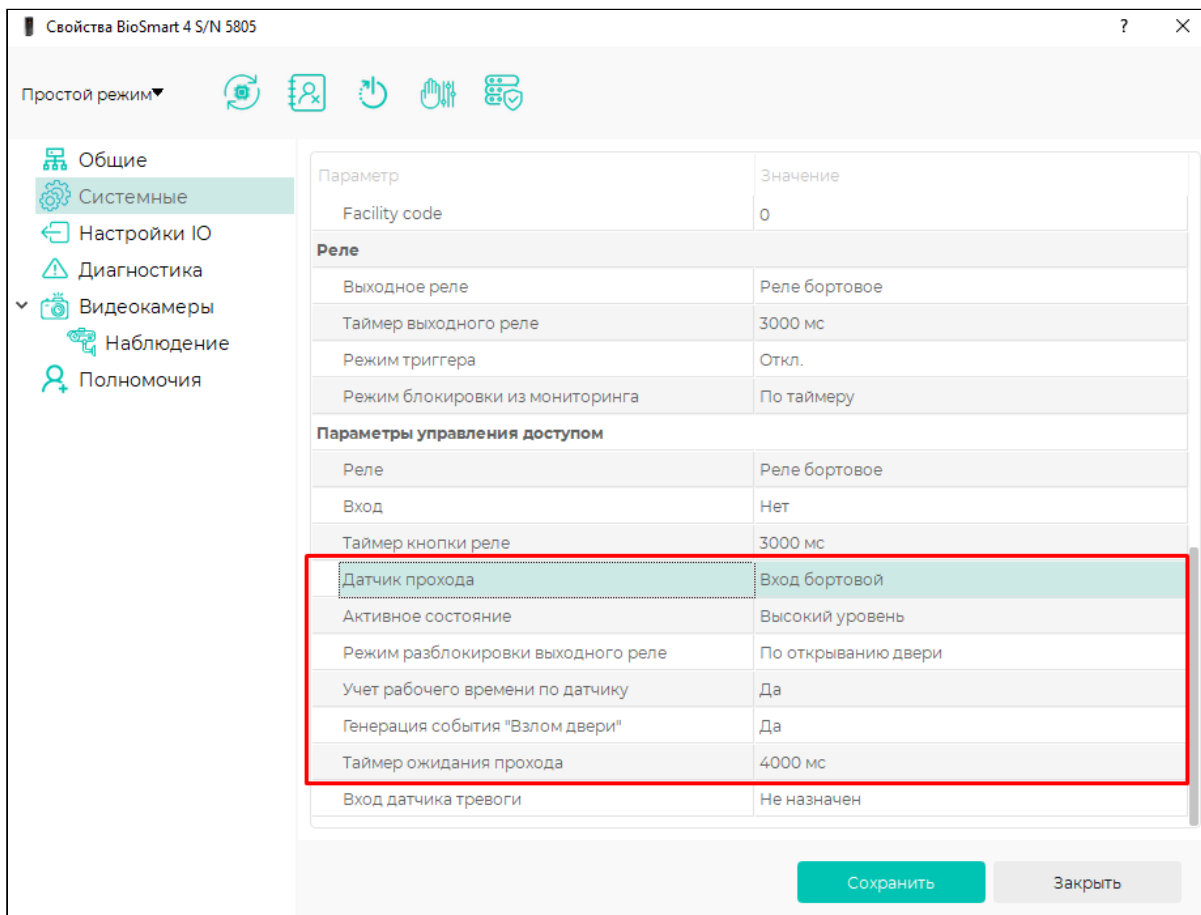 Свойства BioSmart 4 S/N 5805 ?
Простой режим
Общие
Системные
Настройки IO
Диагностика
Видеокамеры
Наблюдение
Полномочия
Параметр Значение
Facility code 0
Реле
Выходное реле Реле бортовое
Таймер выходного реле 3000 мс
Режим триггера Откл.
Режим блокировки из мониторинга По таймеру
Параметры управления доступом
Реле Реле бортовое
Вход Нет
Таймер кнопки реле 3000 мс
Датчик прохода Вход бортовой
Активное состояние Высокий уровень
Режим разблокировки выходного реле По открыванию двери
Учет рабочего времени по датчику Да
Генерация события "Взлом двери" Да
Таймер ожидания прохода 4000 мс
Вход датчика тревоги Не назначен
Сохранить Закрыть